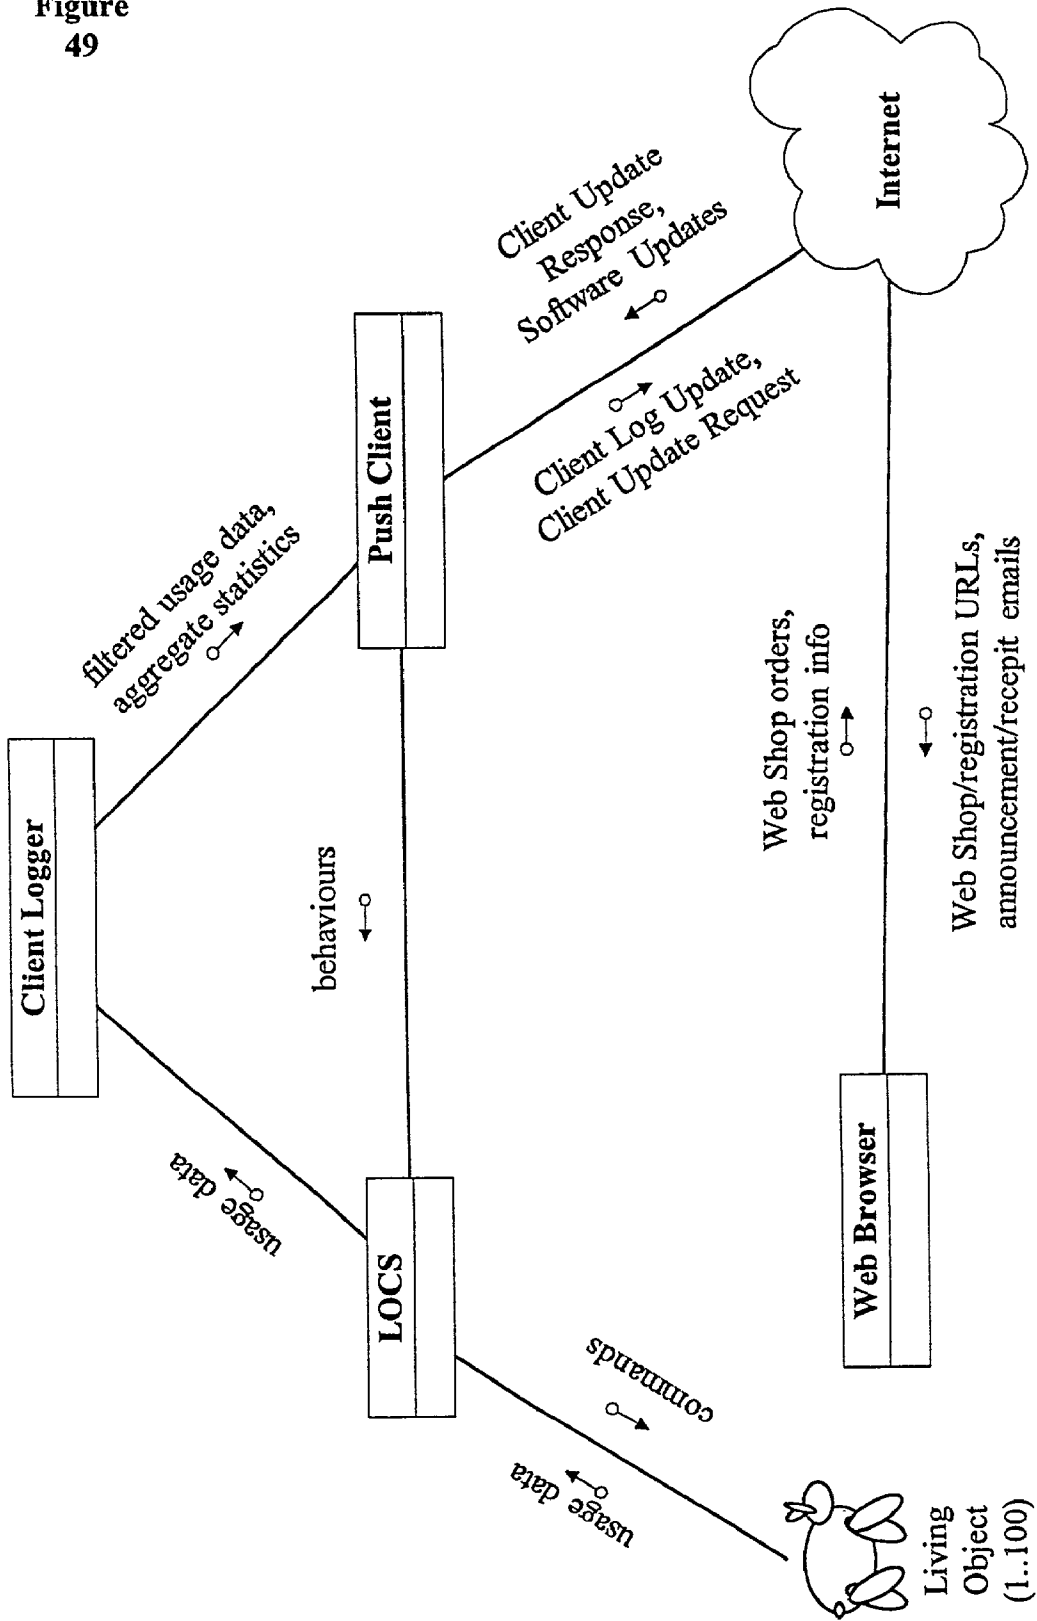 Figure
49
Client Logger
filtered usage data,
aggregate statistics
usage data
behaviours
Push Client
Client Update
Response,
Software Updates
Client Log Update,
Client Update Request
Internet
LOCS
usage data
commands
Web Shop orders,
registration info
Web Shop/registration URLs,
announcement/recepit emails
Web Browser
Living
Object
(1..100)